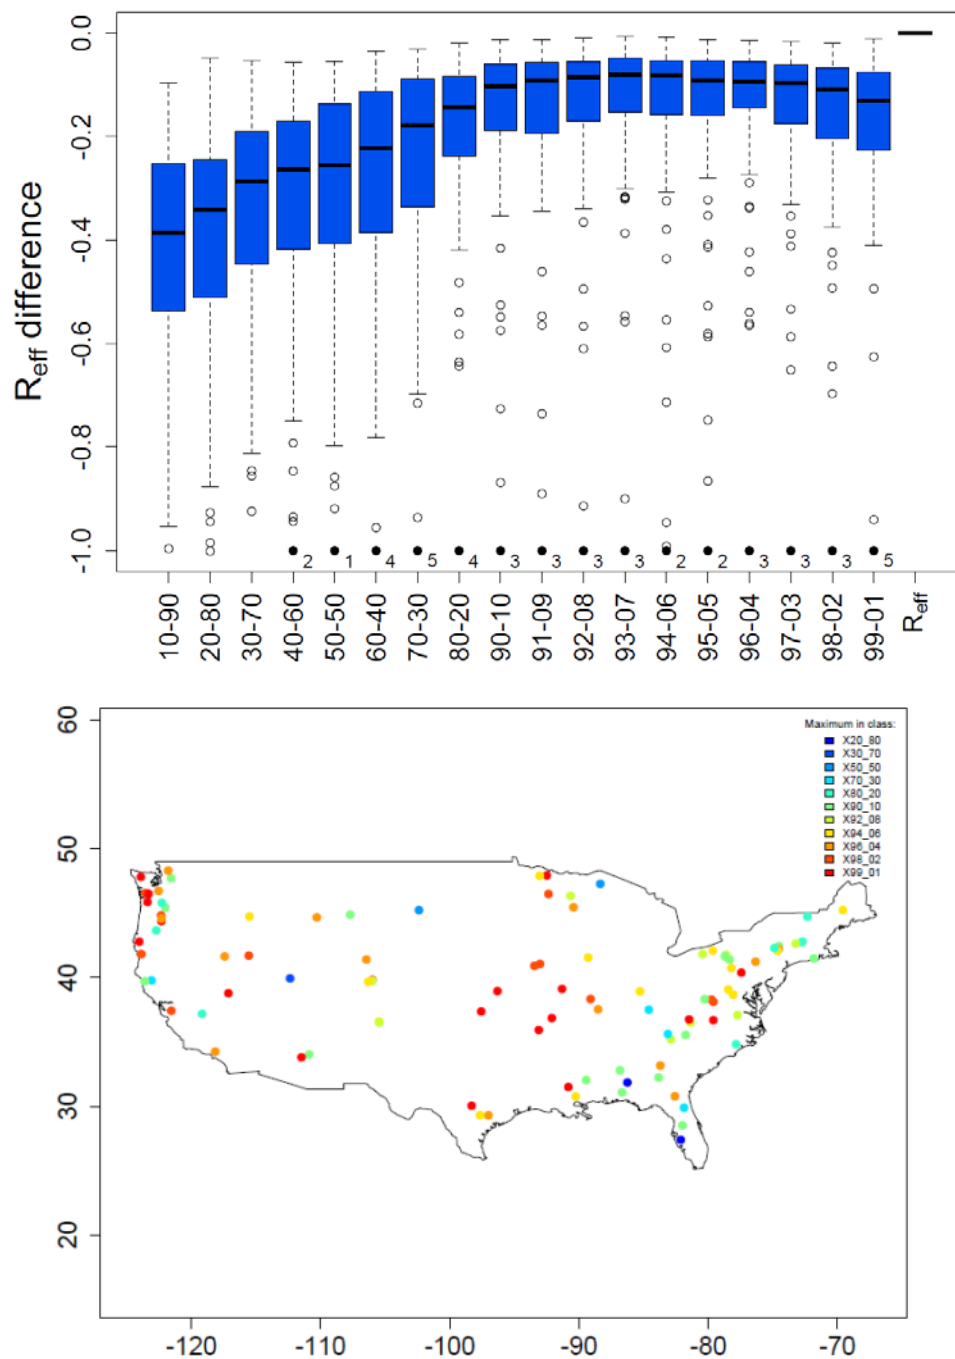 0.0
-0.2
-0.4
-0.6
-0.8
-1.0
R_eff difference
2 1 4 5 4 3 3 3 3 2 2 3 3 3 5
10-90 20-80 30-70 40-60 50-50 60-40 70-30 80-20 90-10 91-09 92-08 93-07 94-06 95-05 96-04 97-03 98-02 99-01 R_eff
Maximum in class:
X20_80
X30_70
X50_50
X70_30
X80_20
X90_10
X92_08
X94_06
X96_04
X98_02
X99_01
60
50
40
30
20
-120 -110 -100 -90 -80 -70